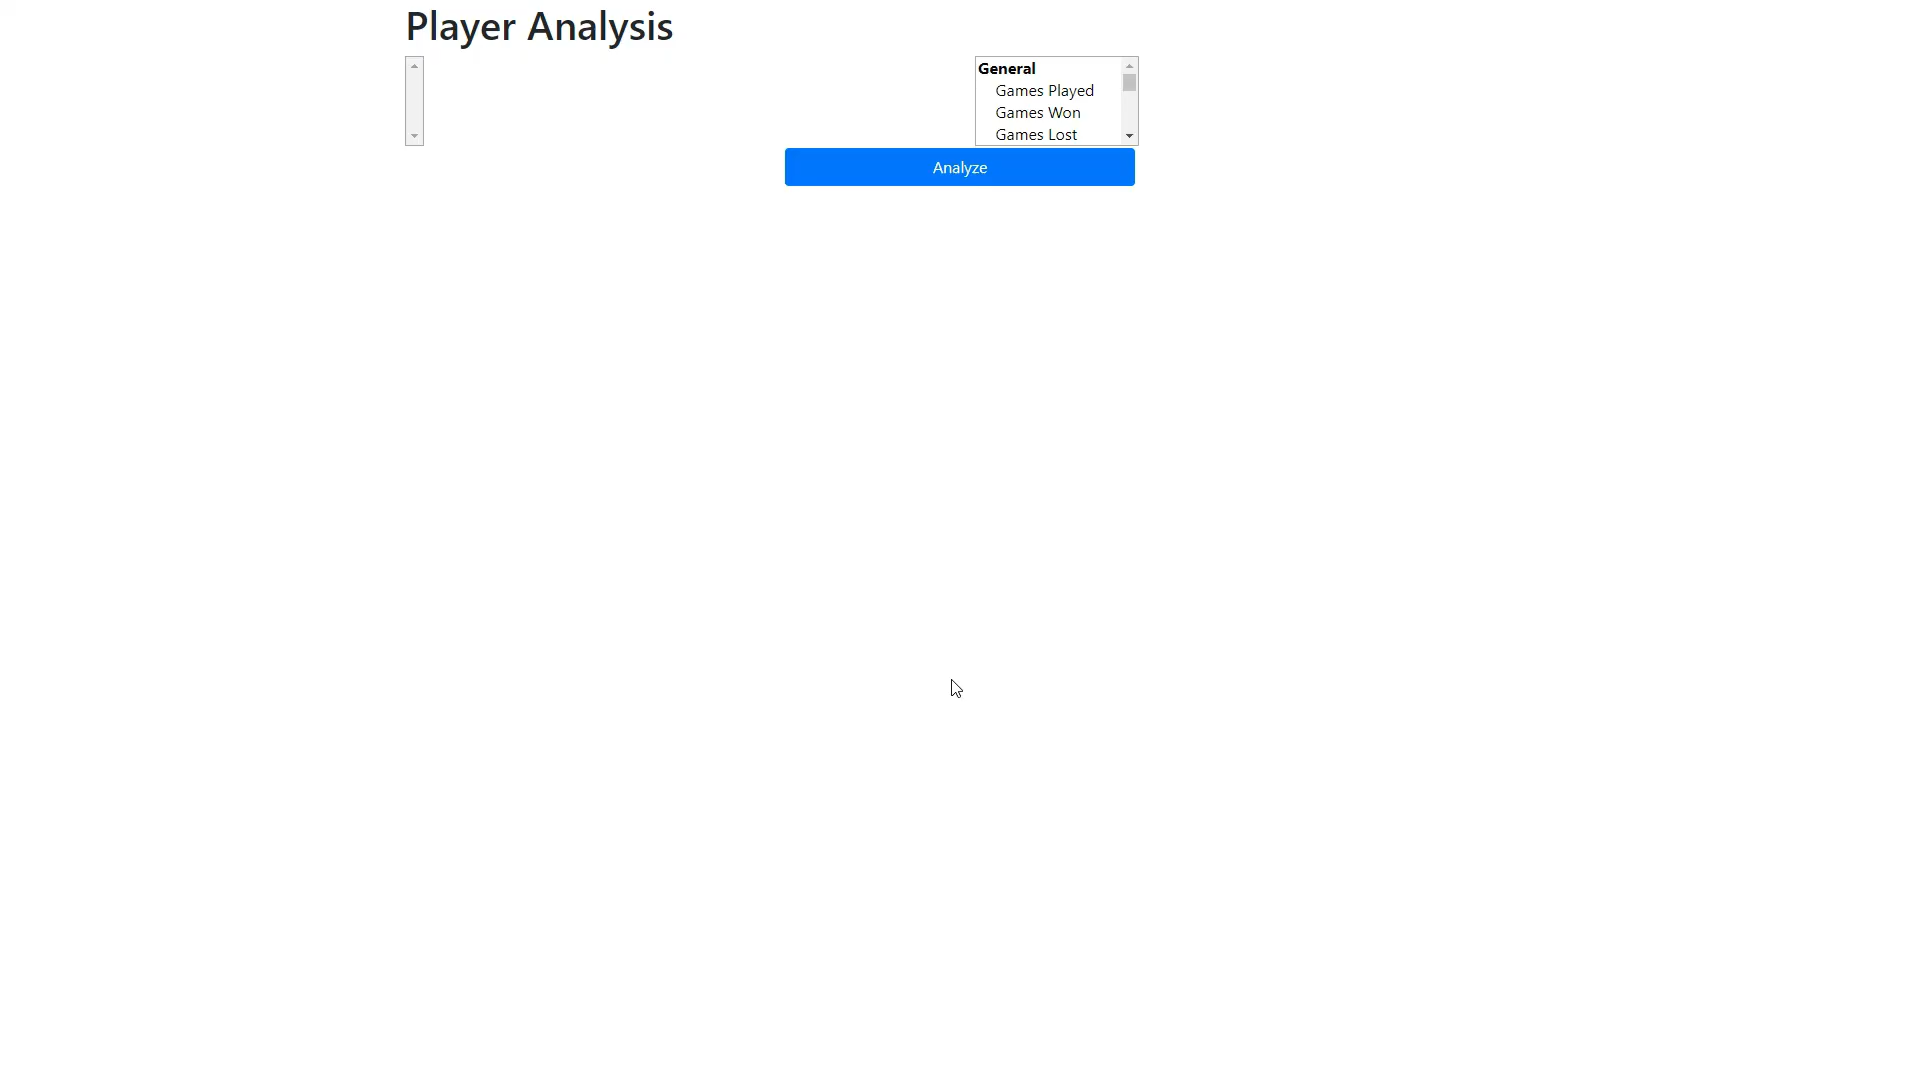 Player Analysis
General
Games Played
Games Won
Games Lost
Analyze